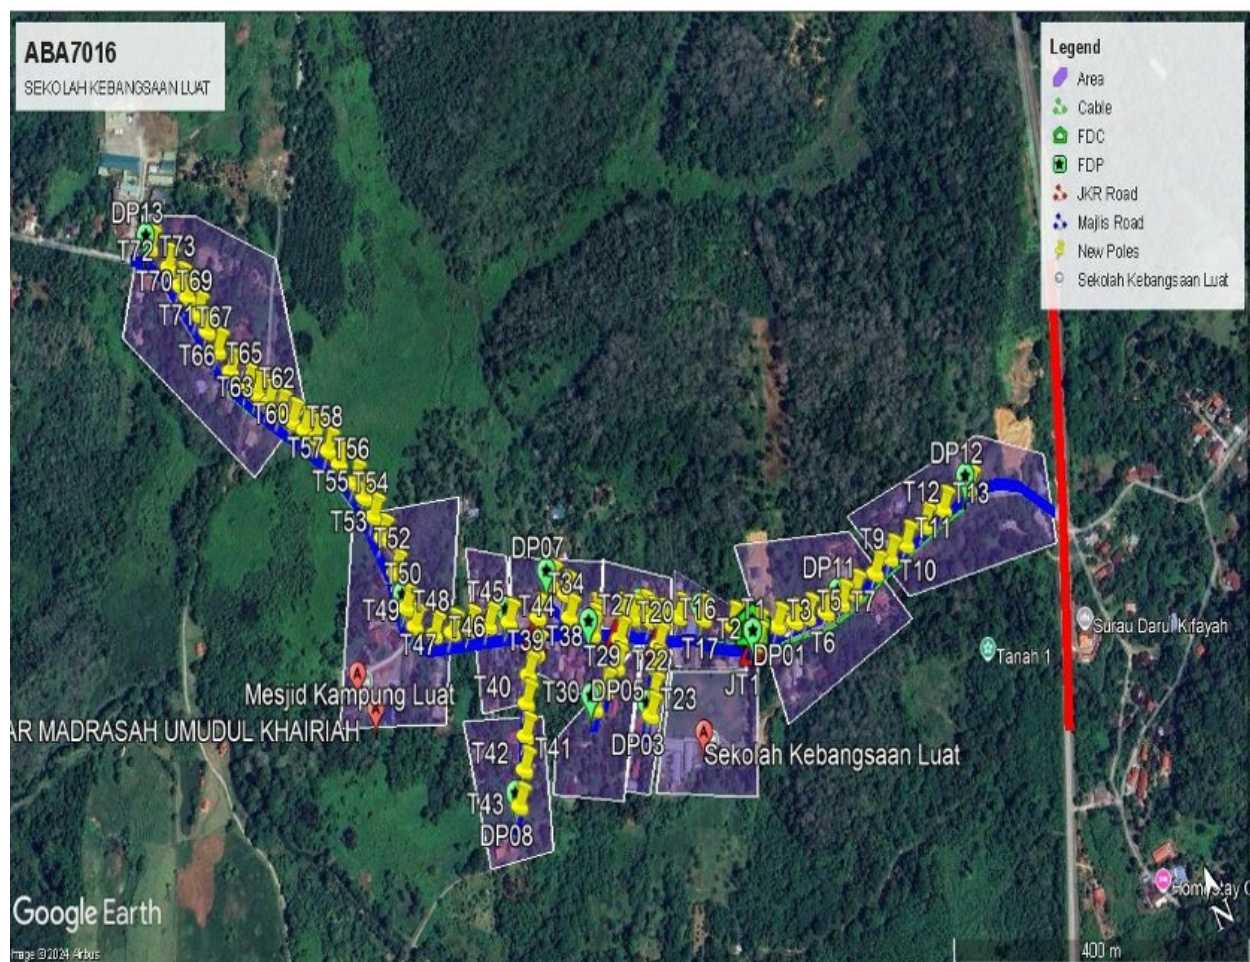 ABA7016
SEKOLAH KEBANGSAAN LUAT
Legend
Area
Cable
FDC
FDP
JKR Road
Majlis Road
New Poles
Sekolah Kebangsaan Luat
DP13
T72
T73
T70
T69
T71
T67
T66
T65
T63
T62
T60
T58
T57
T56
T55
T54
T53
T52
T50
T49
T48
T47
T46
T45
DP07
T34
T44
T39
T38
T27
T20
T29
T22
T16
T17
T2
T1
T3
T5
T6
T7
DP11
T9
T10
T11
T12
T13
DP12
DP01
JT1
T40
T30
DP05
T23
DP03
T42
T41
T43
DP08
Mesjid Kampung Luat
AR MADRASAH UMUDUL KHAIRIAH
Sekolah Kebangsaan Luat
Tanah 1
Surau Darul Kifayah
N
Google Earth
Image © 2024 Airbus
400 m